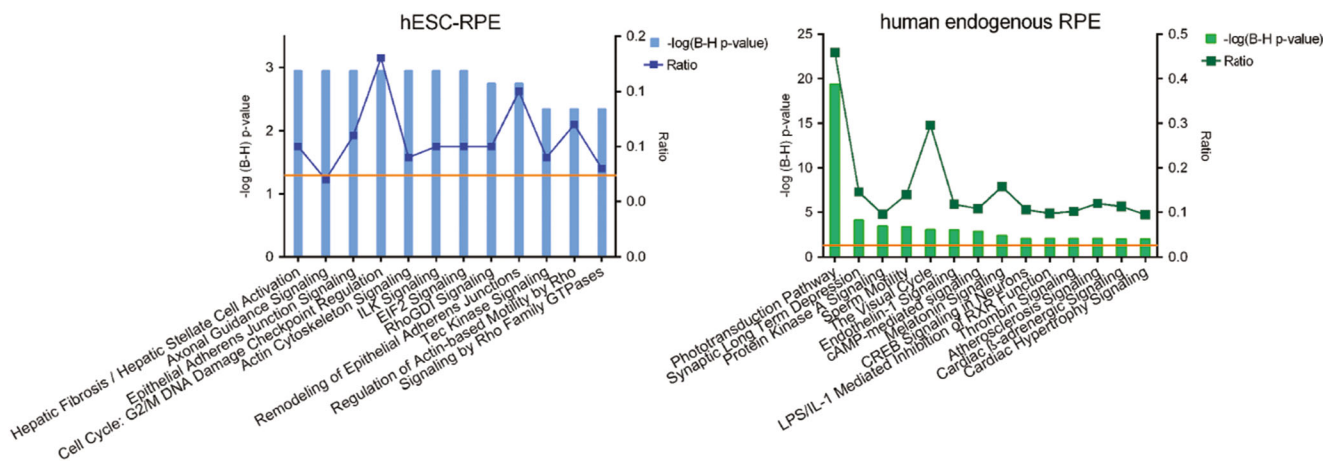 hESC-RPE
-log(B-H p-value)
Ratio
-log (B-H) p-value
3
2
1
0
0.2
0.1
0.1
0.0
0.0
Ratio
Hepatic Fibrosis / Hepatic Stellate Cell Activation
Axonal Guidance Signaling
Epithelial Adherens Junction Signaling
Cell Cycle: G2/M DNA Damage Checkpoint Regulation
Actin Cytoskeleton Signaling
ILK Signaling
EIF2 Signaling
RhoGDI Signaling
Remodeling of Epithelial Adherens Junctions
Tec Kinase Signaling
Regulation of Actin-based Motility by Rho
Signaling by Rho Family GTPases
human endogenous RPE
-log(B-H p-value)
Ratio
-log (B-H) p-value
25
20
15
10
5
0
0.5
0.4
0.3
0.2
0.1
0.0
Ratio
Phototransduction Pathway
Synaptic Long Term Depression
Protein Kinase A Signaling
Sperm Motility
The Visual Cycle
Endothelin-1 Signaling
cAMP-mediated signaling
Melatonin Signaling
CREB Signaling in Neurons
LPS/IL-1 Mediated Inhibition of RXR Function
Thrombin Signaling
Atherosclerosis Signaling
Cardiac β-adrenergic Signaling
Cardiac Hypertrophy Signaling